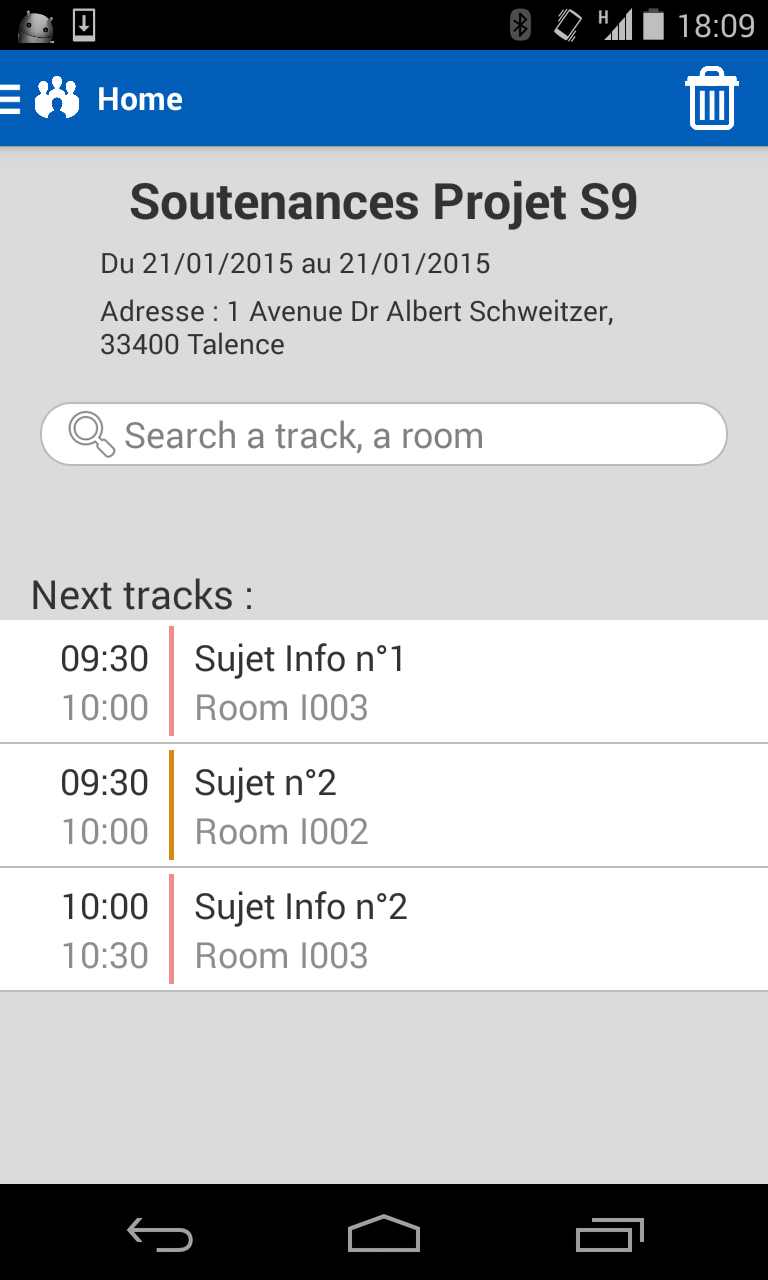 H 18:09
Home
Soutenances Projet S9
Du 21/01/2015 au 21/01/2015
Adresse : 1 Avenue Dr Albert Schweitzer,
33400 Talence
Search a track, a room
Next tracks :
09:30 Sujet Info n°1
10:00 Room I003
09:30 Sujet n°2
10:00 Room I002
10:00 Sujet Info n°2
10:30 Room I003